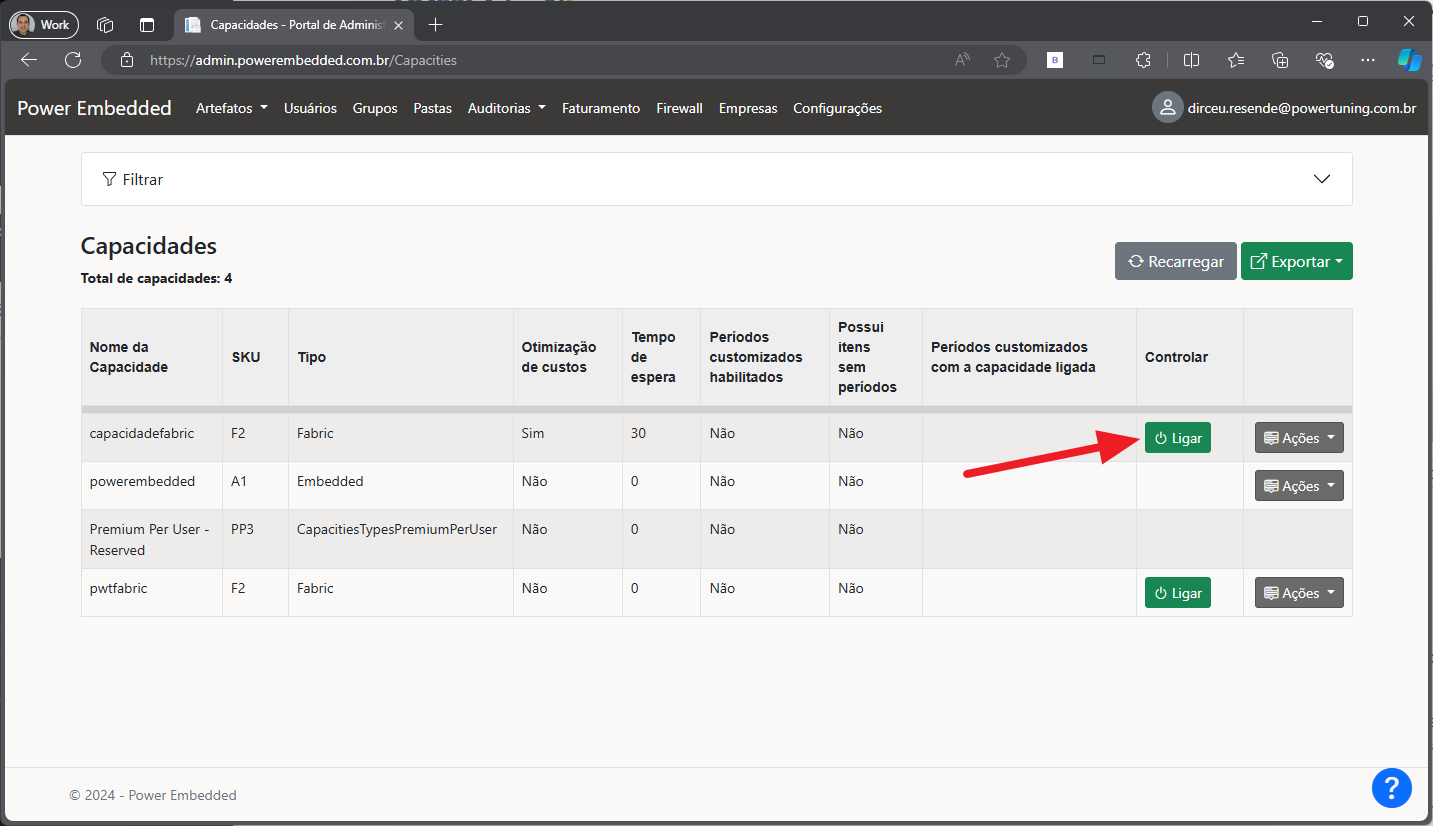 Work
Capacidades - Portal de Adminis
https://admin.powerembedded.com.br/Capacities
B
Power Embedded Artefatos Usuários Grupos Pastas Auditorias Faturamento Firewall Empresas Configurações dirceu.resende@powertuning.com.br
Filtrar
Capacidades
Total de capacidades: 4
Recarregar Exportar
Nome da
Capacidade
SKU
Tipo
Otimização
de custos
Tempo
de
espera
Períodos
customizados
habilitados
Possui
itens
sem
períodos
Períodos customizados
com a capacidade ligada
Controlar
capacidadefabric F2 Fabric Sim 30 Não Não Ligar Ações
powerembedded A1 Embedded Não 0 Não Não Ações
Premium Per User -
Reserved
PP3 CapacitiesTypesPremiumPerUser Não 0 Não Não
pwtfabric F2 Fabric Não 0 Não Não Ligar Ações
© 2024 - Power Embedded
?